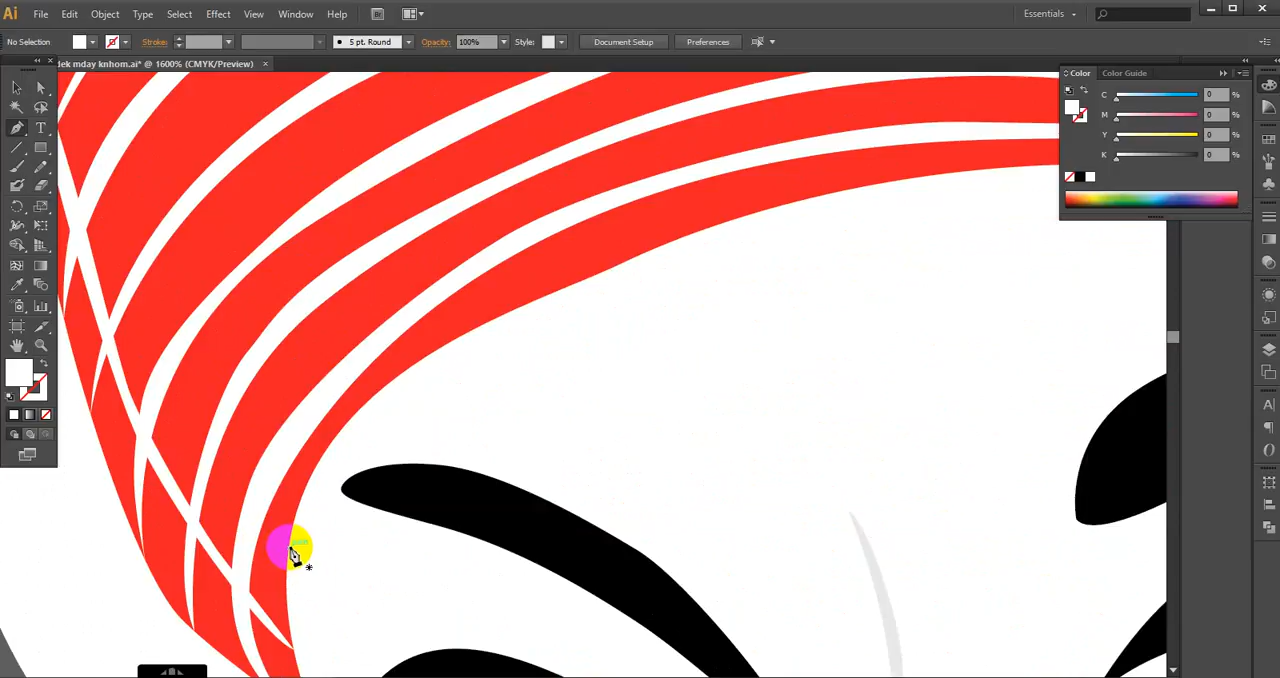 Ai File Edit Object Type Select Effect View Window Help Br Essentials
No Selection Stroke: 5 pt. Round Opacity: 100% Style: Document Setup Preferences
dek mday knhom.ai* @ 1600% (CMYK/Preview) ×
Color Color Guide
C 0 %
M 0 %
Y 0 %
K 0 %